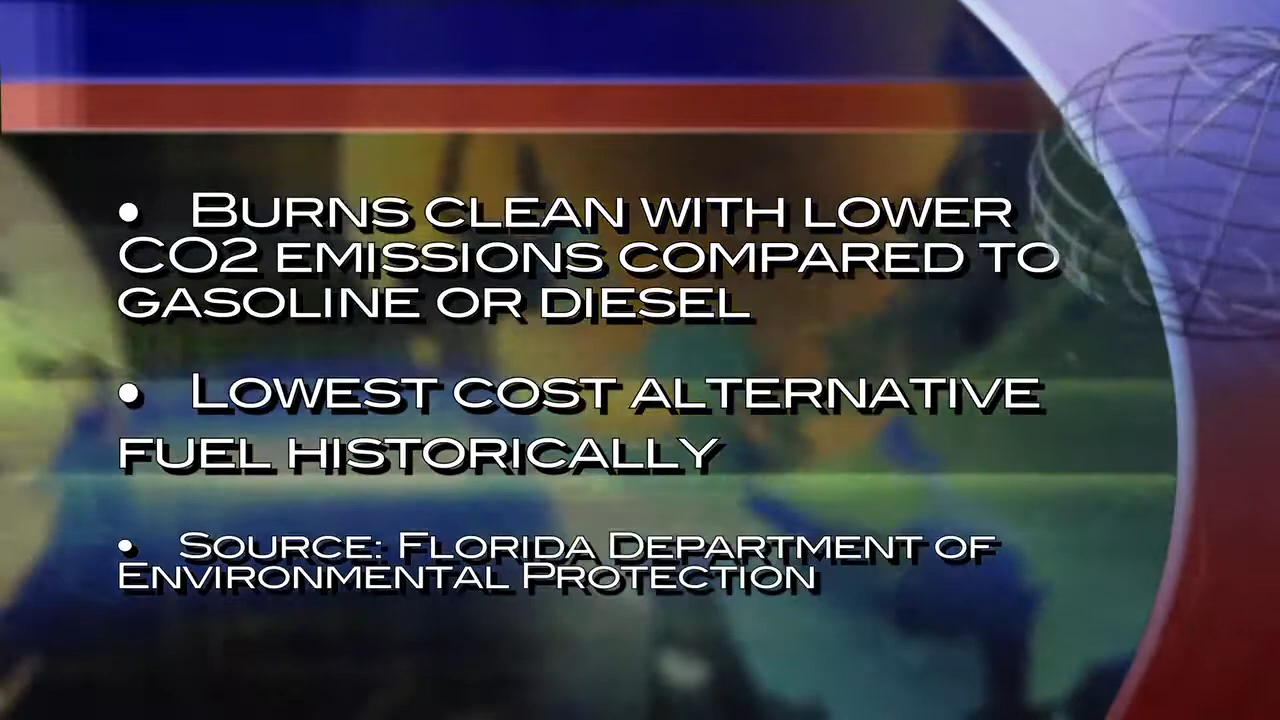 • Burns clean with lower
CO2 emissions compared to
gasoline or diesel
• Lowest cost alternative
fuel historically
• Source: Florida Department of
Environmental Protection